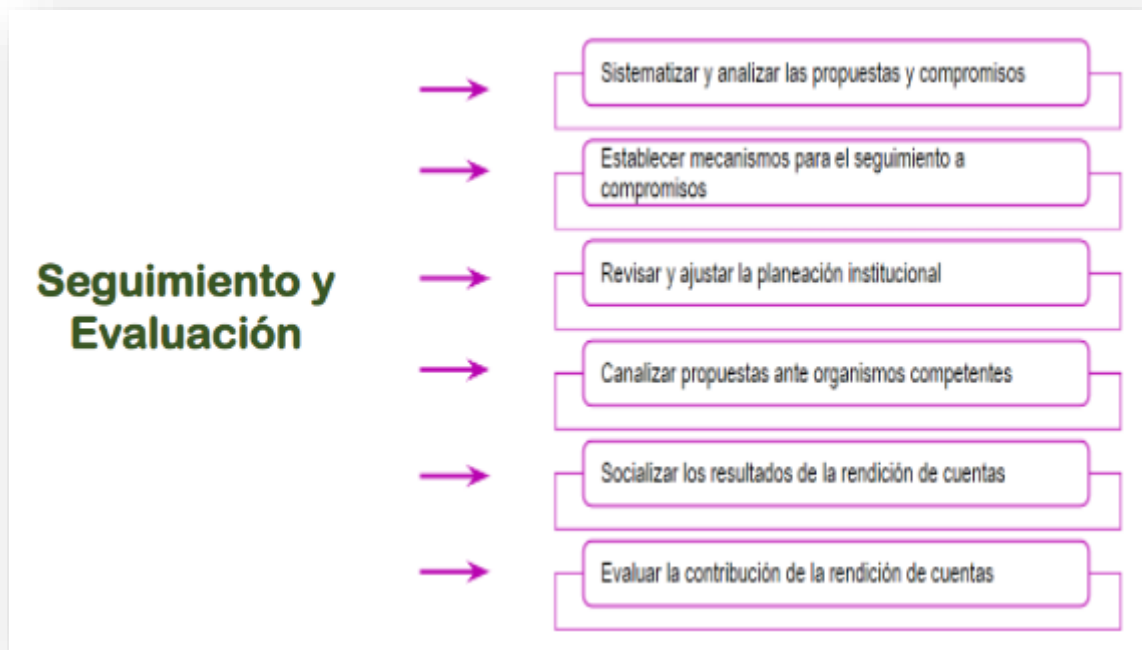 Sistematizar y analizar las propuestas y compromisos
Establecer mecanismos para el seguimiento a
compromisos
Seguimiento y
Evaluación
Revisar y ajustar la planeación institucional
Canalizar propuestas ante organismos competentes
Socializar los resultados de la rendición de cuentas
Evaluar la contribución de la rendición de cuentas